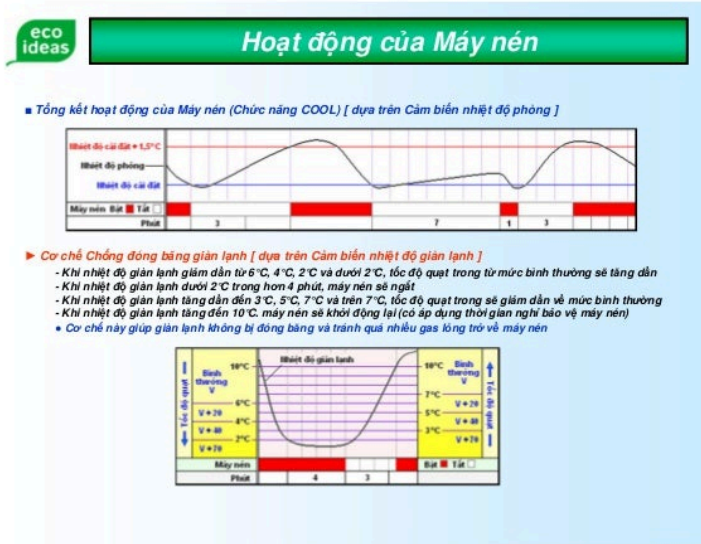 eco
ideas
Hoạt động của Máy nén
■ Tổng kết hoạt động của Máy nén (Chức năng COOL) [ dựa trên Cảm biến nhiệt độ phòng ]
Nhiệt độ cài đặt + 1,5°C
Nhiệt độ phòng
Nhiệt độ cài đặt
Máy nén Bật Tắt
Phút 3 7 1 3
► Cơ chế Chống đóng băng giàn lạnh [ dựa trên Cảm biến nhiệt độ giàn lạnh ]
- Khi nhiệt độ giàn lạnh giảm dần từ 6°C, 4°C, 2°C và dưới 2°C, tốc độ quạt trong từ mức bình thường sẽ tăng dần
- Khi nhiệt độ giàn lạnh dưới 2°C trong hơn 4 phút, máy nén sẽ ngắt
- Khi nhiệt độ giàn lạnh tăng dần đến 3°C, 5°C, 7°C và trên 7°C, tốc độ quạt trong sẽ giảm dần về mức bình thường
- Khi nhiệt độ giàn lạnh tăng đến 10°C. máy nén sẽ khởi động lại (có áp dụng thời gian nghỉ bảo vệ máy nén)
● Cơ chế này giúp giàn lạnh không bị đóng băng và tránh quá nhiều gas lỏng trở về máy nén
Tốc độ quạt
Bình
thường
V
V + 20
V + 40
V + 70
10°C
6°C
4°C
2°C
Nhiệt độ giàn lạnh
10°C
7°C
5°C
3°C
Bình
thường
V
V + 20
V + 40
V + 70
Tốc độ quạt
Máy nén Bật Tắt
Phút 4 3